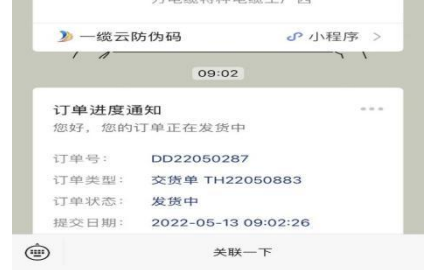 一缆云防伪码
小程序 >
09:02
订单进度通知
您好,您的订单正在发货中
订单号: DD22050287
订单类型: 交货单 TH22050883
订单状态: 发货中
提交日期: 2022-05-13 09:02:26
关联一下